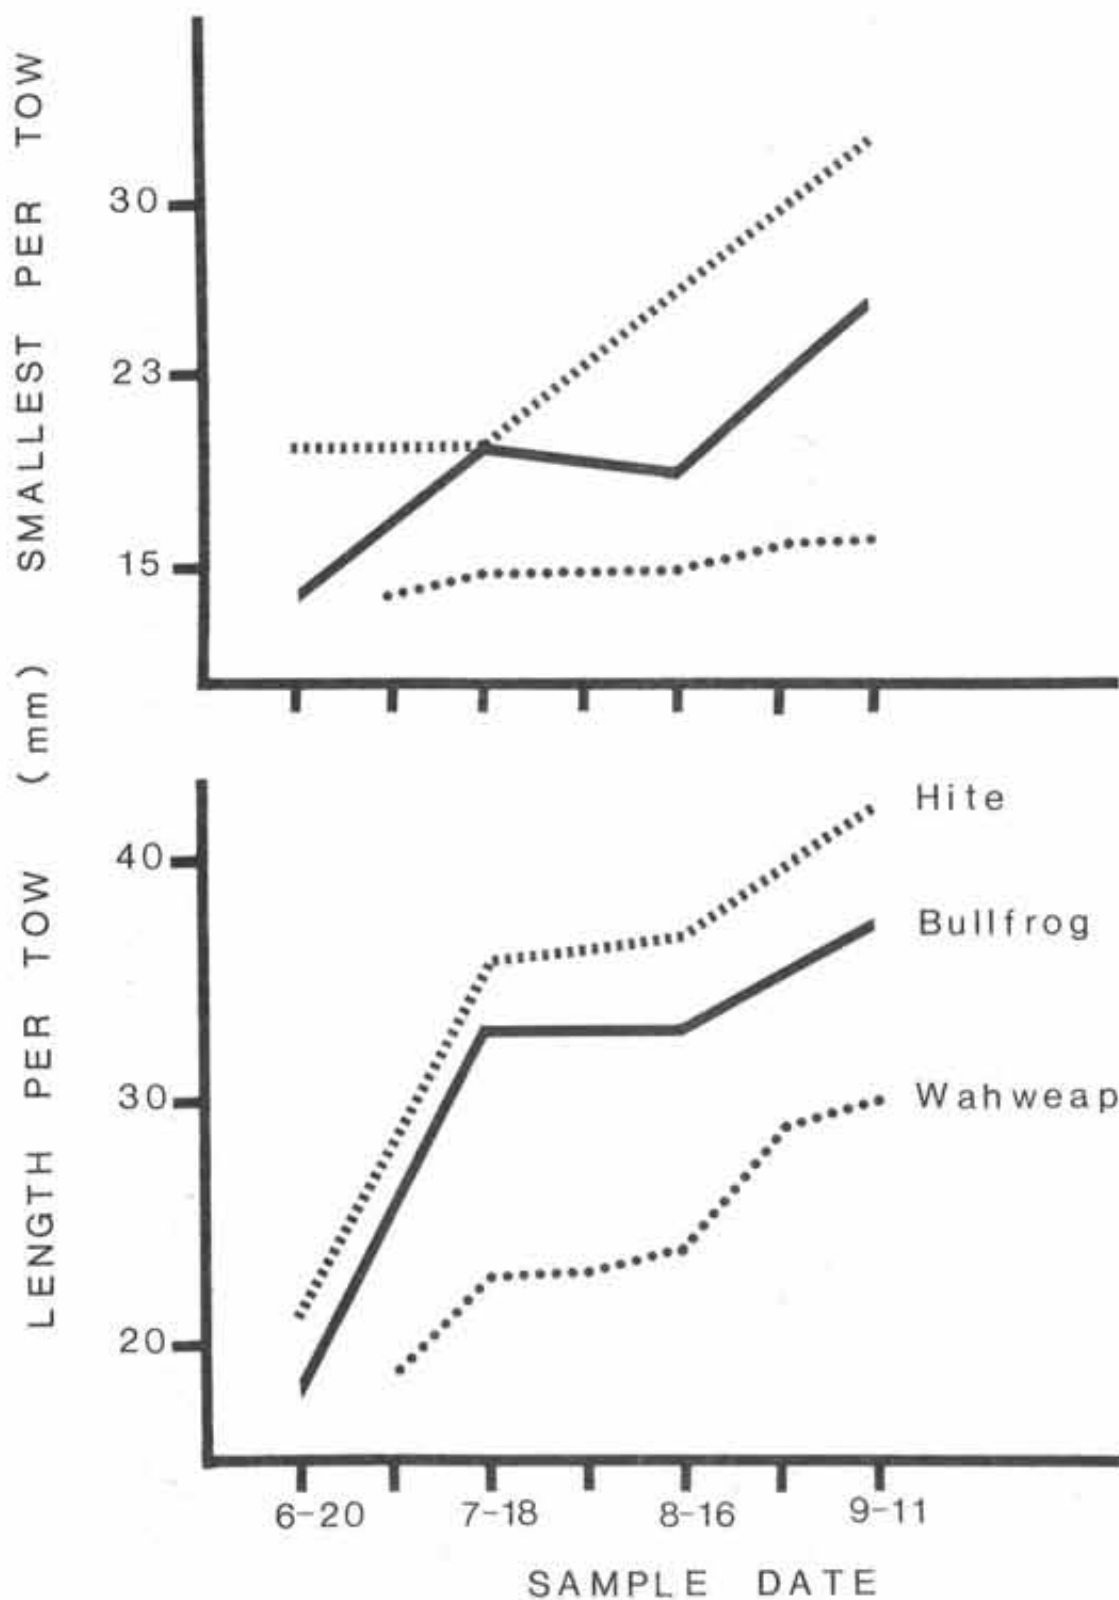 SMALLEST PER TOW
30
23
15
LENGTH PER TOW (mm)
40
30
20
Hite
Bullfrog
Wahweap
6-20 7-18 8-16 9-11
SAMPLE DATE